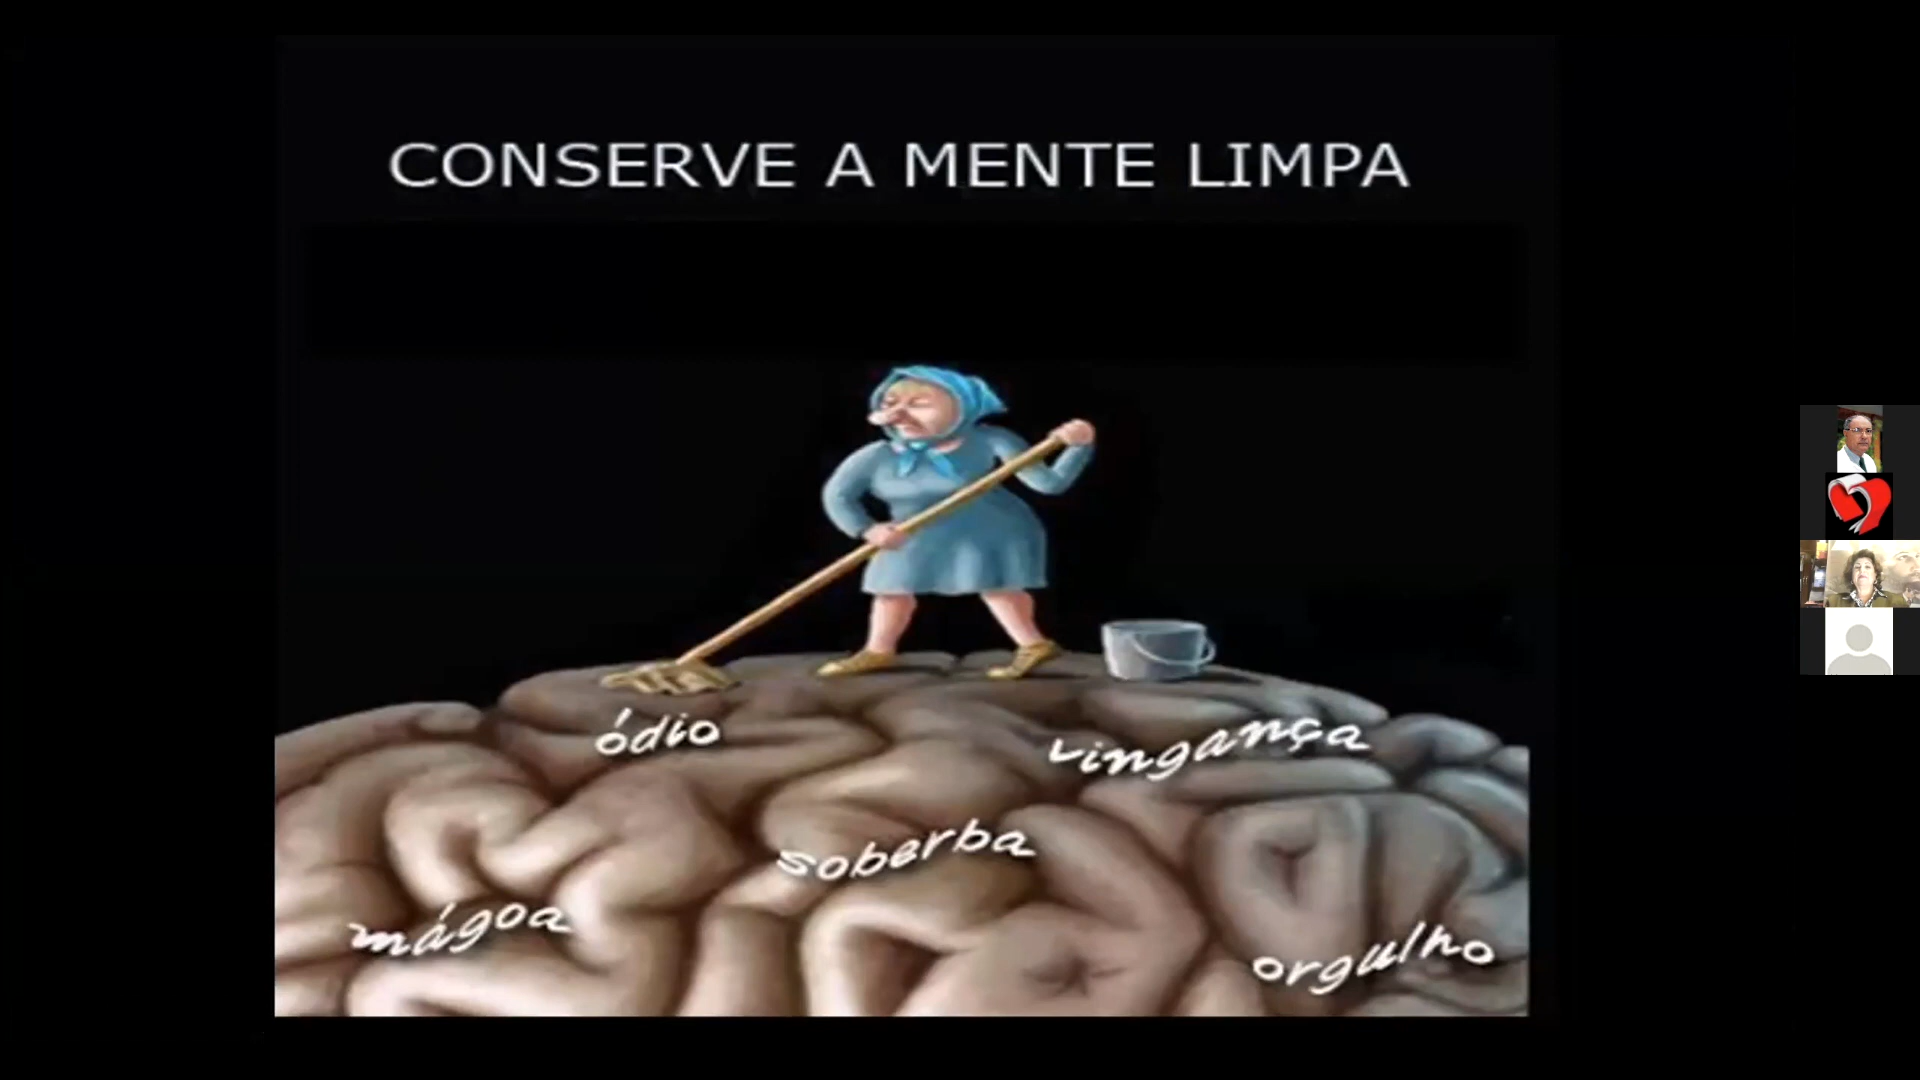 CONSERVE A MENTE LIMPA
ódio
vingança
soberba
mágoa
orgulho